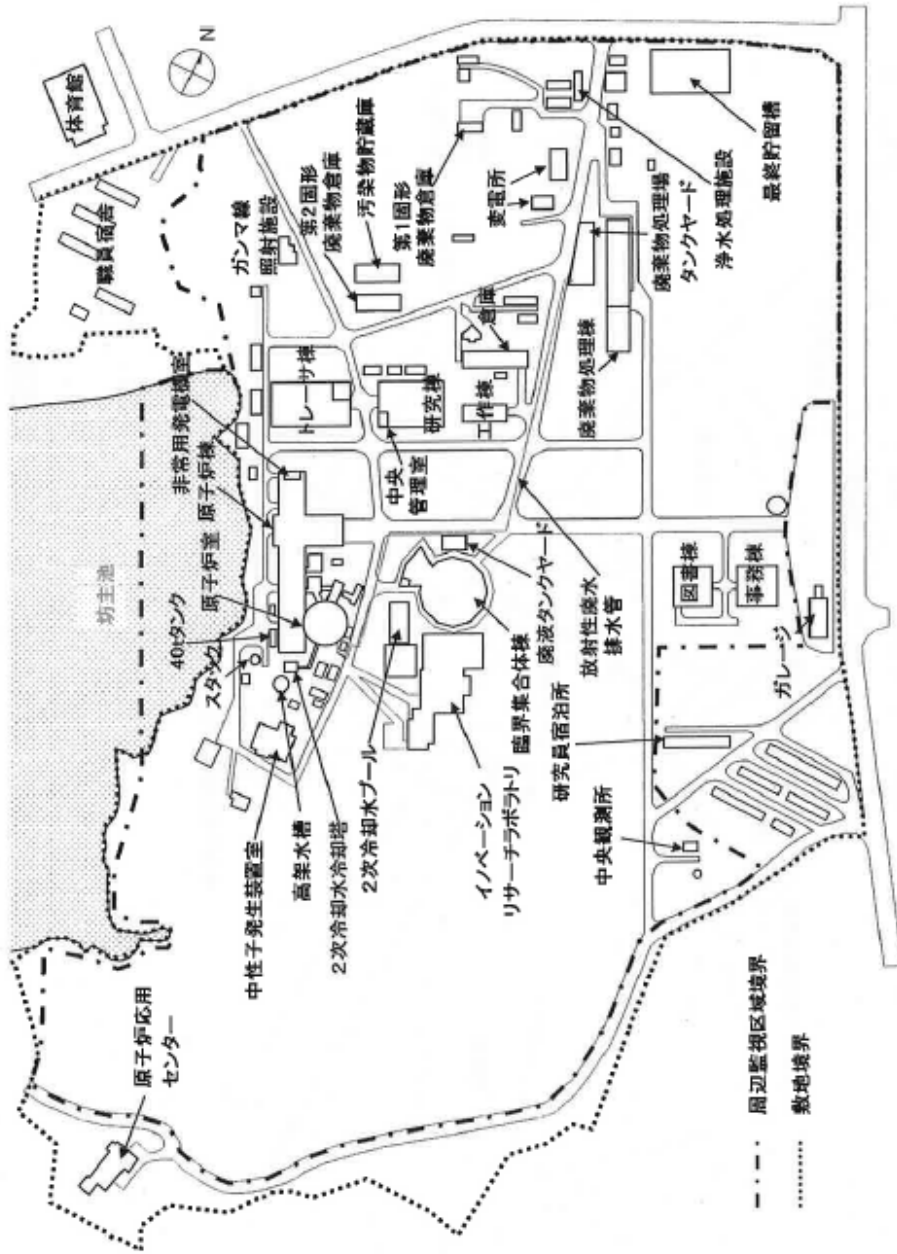 体育館
N
職員宿舎
ガンマ線
照射施設
第2固形
廃棄物倉庫
汚染物貯蔵庫
第1固形
廃棄物倉庫
変電所
廃棄物処理場
タンクヤード
浄水処理施設
最終貯留槽
非常用発電機室
トレーサ棟
研究棟
倉庫
工作棟
廃棄物処理棟
中央
管理室
坊主池
原子炉棟
原子炉室
40tタンク
スタック
中性子発生装置室
高架水槽
2次冷却水冷却塔
2次冷却水プール
イノベーション
リサーチラボラトリ
臨界集合体棟
廃液タンクヤード
放射性廃水
排水管
図書棟
事務棟
ガレージ
研究員宿泊所
中央観測所
原子炉応用
センター
周辺監視区域境界
敷地境界